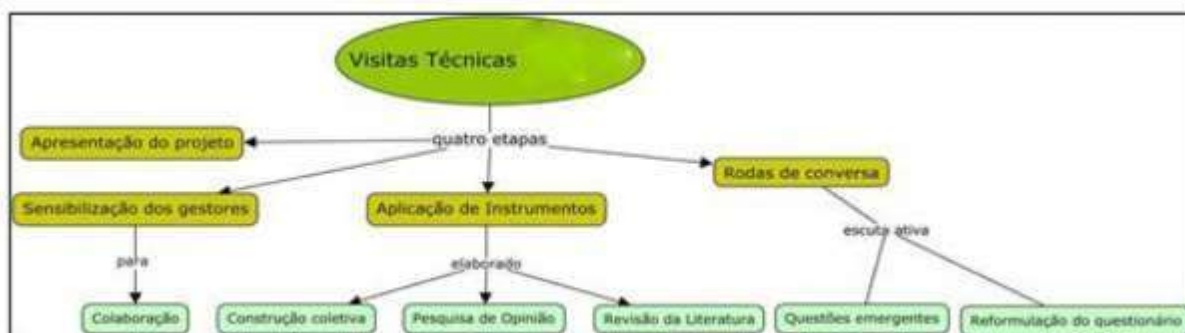 Visitas Técnicas
quatro etapas
Apresentação do projeto
Rodas de conversa
Sensibilização dos gestores
Aplicação de Instrumentos
escuta ativa
para
elaborado
Colaboração
Construção coletiva
Pesquisa de Opinião
Revisão da Literatura
Questões emergentes
Reformulação do questionário